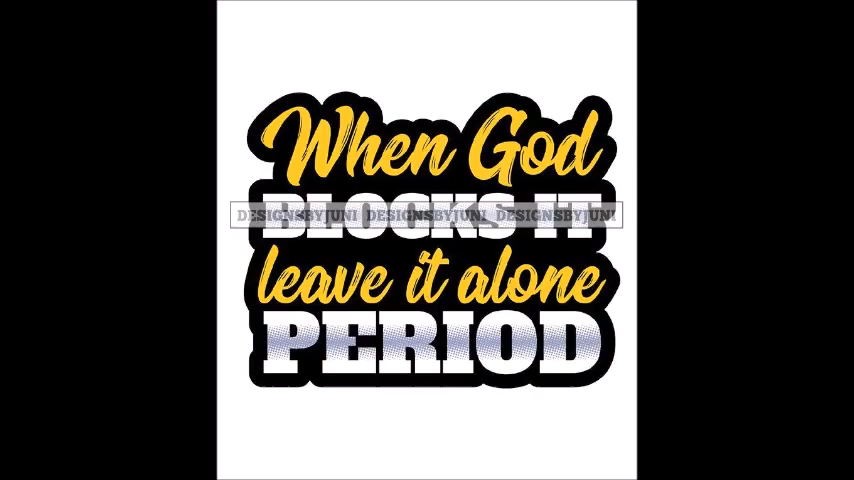 When God
BLOCKS IT
DESIGNSBYJUNI DESIGNSBYJUNI DESIGNSBYJUNI
leave it alone
PERIOD